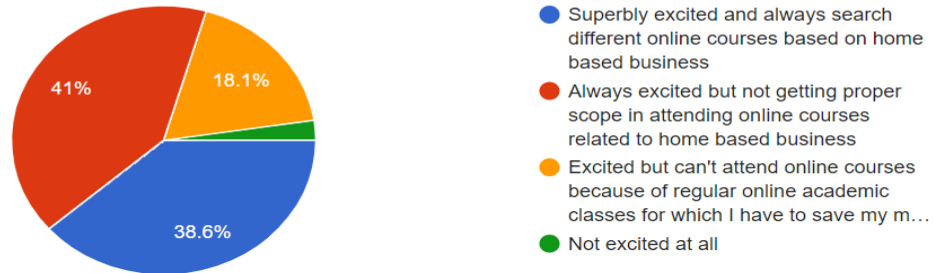 41%
18.1%
38.6%
Superbly excited and always search
different online courses based on home
based business
Always excited but not getting proper
scope in attending online courses
related to home based business
Excited but can't attend online courses
because of regular online academic
classes for which I have to save my m…
Not excited at all